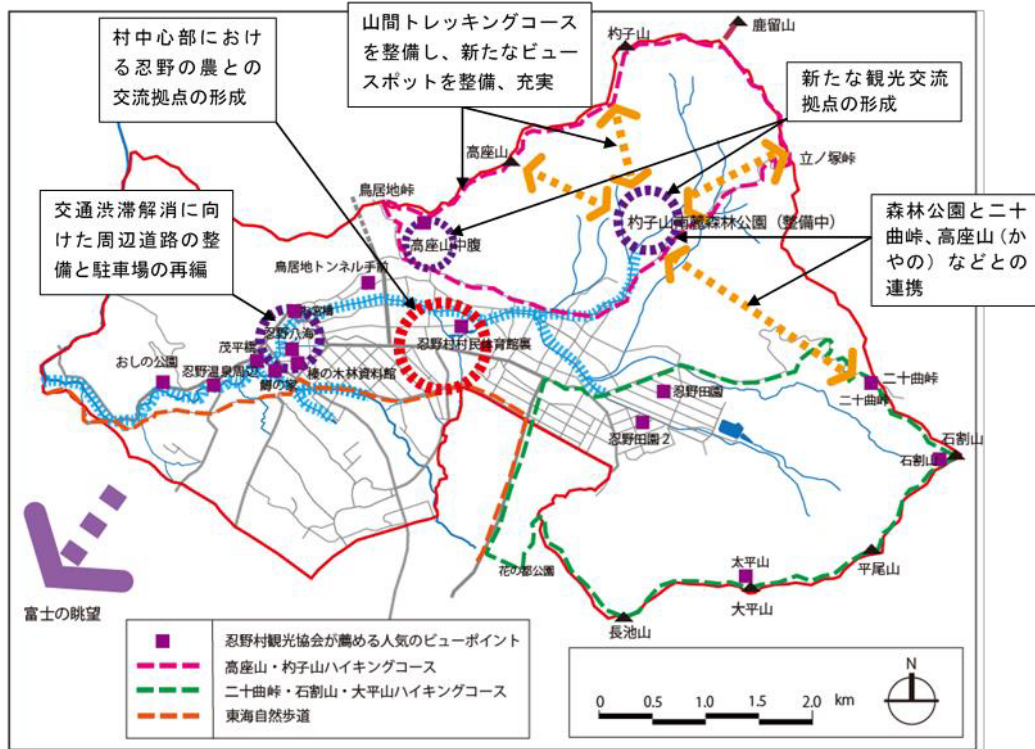 村中心部におけ
る忍野の農との
交流拠点の形成
山間トレッキングコース
を整備し、新たなビュー
スポットを整備、充実
新たな観光交流
拠点の形成
交通渋滞解消に向
けた周辺道路の整
備と駐車場の再編
森林公園と二十
曲峠、高座山（か
やの）などとの
連携
杓子山
鹿留山
高座山
立ノ塚峠
鳥居地峠
高座山中腹
杓子山南麓森林公園（整備中）
鳥居地トンネル手前
忍野八海
茂平橋
おしの公園
忍野温泉周辺
鱒の家
榛の木林資料館
忍野村村民体育館裏
忍野田園
忍野田園２
二十曲峠
二十曲峠
石割山
石割山
平尾山
太平山
大平山
長池山
花の都公園
富士の眺望
忍野村観光協会が薦める人気のビューポイント
高座山・杓子山ハイキングコース
二十曲峠・石割山・大平山ハイキングコース
東海自然歩道
0 0.5 1.0 1.5 2.0 km
N